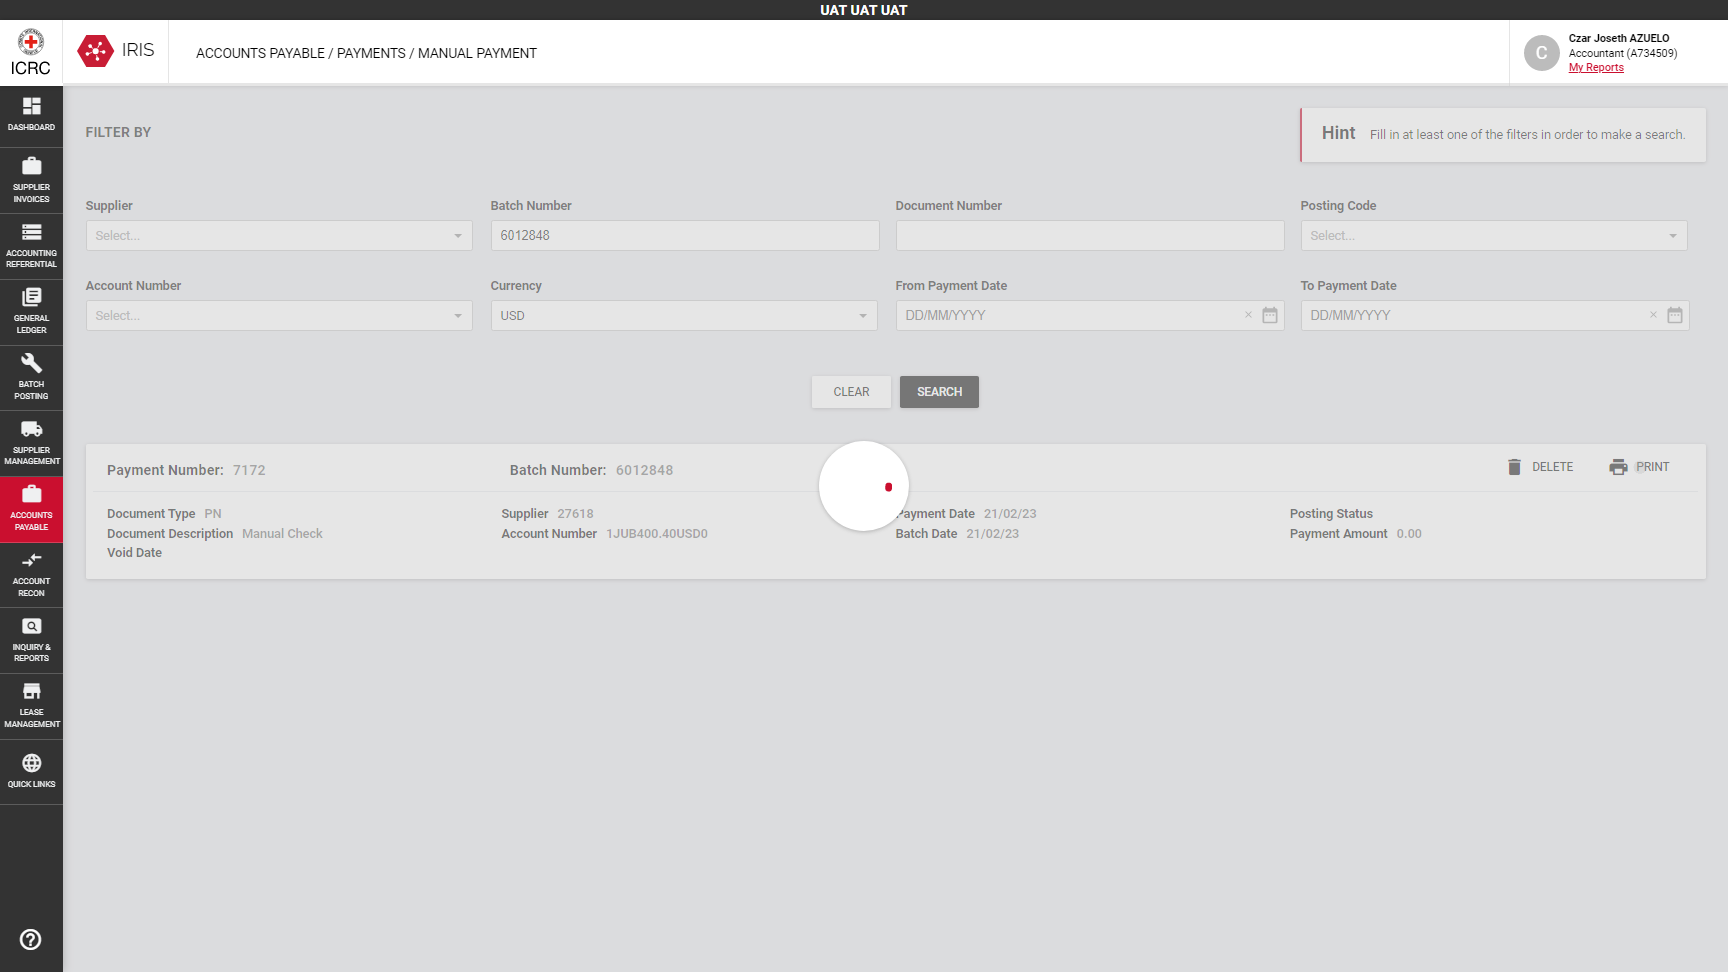 UAT UAT UAT
ICRC
IRIS
ACCOUNTS PAYABLE / PAYMENTS / MANUAL PAYMENT
C
Czar Joseth AZUELO
Accountant (A734509)
My Reports
DASHBOARD
SUPPLIER
INVOICES
ACCOUNTING
REFERENTIAL
GENERAL
LEDGER
BATCH
POSTING
SUPPLIER
MANAGEMENT
ACCOUNTS
PAYABLE
ACCOUNT
RECON
INQUIRY &
REPORTS
LEASE
MANAGEMENT
QUICK LINKS
FILTER BY
Hint Fill in at least one of the filters in order to make a search.
Supplier Batch Number Document Number Posting Code
Select... 6012848 Select...
Account Number Currency From Payment Date To Payment Date
Select... USD DD/MM/YYYY × DD/MM/YYYY ×
CLEAR SEARCH
Payment Number: 7172 Batch Number: 6012848 DELETE PRINT
Document Type PN Supplier 27618 Payment Date 21/02/23 Posting Status
Document Description Manual Check Account Number 1JUB400.40USD0 Batch Date 21/02/23 Payment Amount 0.00
Void Date